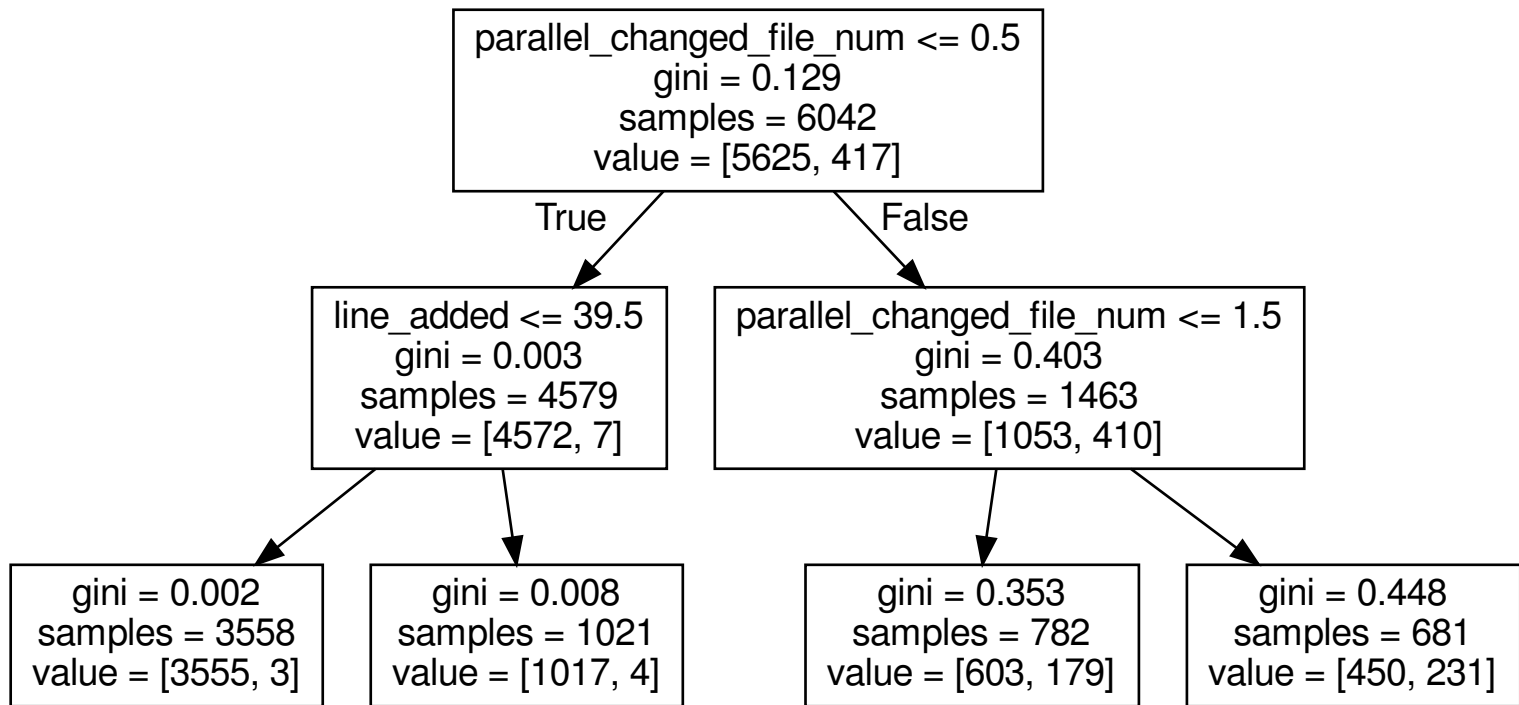 parallel_changed_file_num <= 0.5
gini = 0.129
samples = 6042
value = [5625, 417]
True
False
line_added <= 39.5
gini = 0.003
samples = 4579
value = [4572, 7]
parallel_changed_file_num <= 1.5
gini = 0.403
samples = 1463
value = [1053, 410]
gini = 0.002
samples = 3558
value = [3555, 3]
gini = 0.008
samples = 1021
value = [1017, 4]
gini = 0.353
samples = 782
value = [603, 179]
gini = 0.448
samples = 681
value = [450, 231]